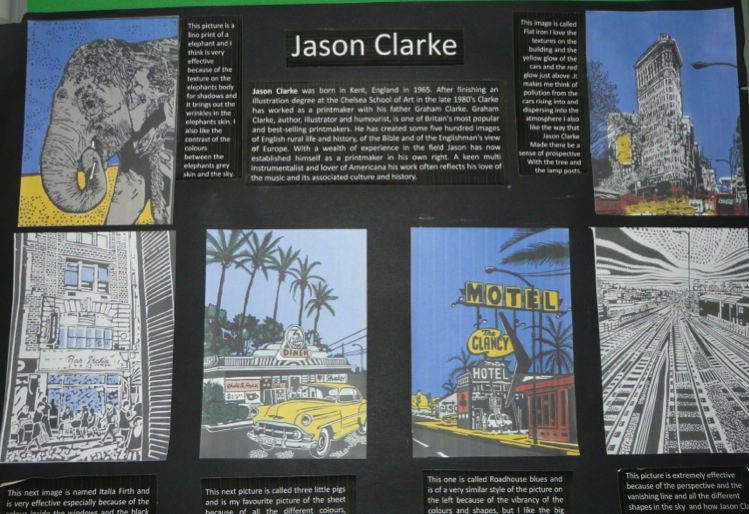 This picture is a
lino print of a
elephant and I
think is very
effective
because of the
texture on the
elephants body
for shadows and
it brings out the
wrinkles in the
elephants skin. I
also like the
contrast of the
colours
between the
elephants grey
skin and the sky.
Jason Clarke
Jason Clarke was born in Kent, England in 1965. After finishing an
illustration degree at the Chelsea School of Art in the late 1980's Clarke
has worked as a printmaker with his father Graham Clarke. Graham
Clarke, author, illustrator and humourist, is one of Britain's most popular
and best-selling printmakers. He has created some five hundred images
of English rural life and history, of the Bible and of the Englishman's view
of Europe. With a wealth of experience in the field Jason has now
established himself as a printmaker in his own right. A keen multi
instrumentalist and lover of Americana his work often reflects his love of
the music and its associated culture and history.
This image is called
Flat iron I love the
textures on the
building and the
yellow glow of the
cars and the red
glow just above .It
makes me think of
pollution from the
cars rising into and
dispersing into the
atmosphere I also
like the way that
Jason Clarke
Made there be a
sense of prospective
With the tree and
the lamp posts.
DINER
MOTEL
The
CLANCY
HOTEL
This next image is named Italia Firth and
is very effective especially because of the
colour inside the windows and the black
This next picture is called three little pigs
and is my favourite picture of the sheet
because of all the different colours,
This one is called Roadhouse blues and
is of a very similar style of the picture on
the left because of the vibrancy of the
colours and shapes, but I like the big
This picture is extremely effective
because of the perspective and the
vanishing line and all the different
shapes in the sky and how Jason